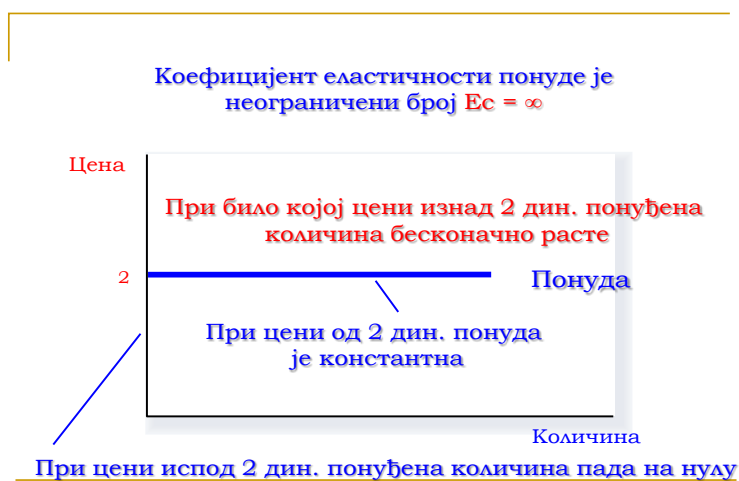 Коефицијент еластичности понуде је
неограничени број Ес = ∞
Цена
При било којој цени изнад 2 дин. понуђена
количина бесконачно расте
2
Понуда
При цени од 2 дин. понуда
је константна
Количина
При цени испод 2 дин. понуђена количина пада на нулу